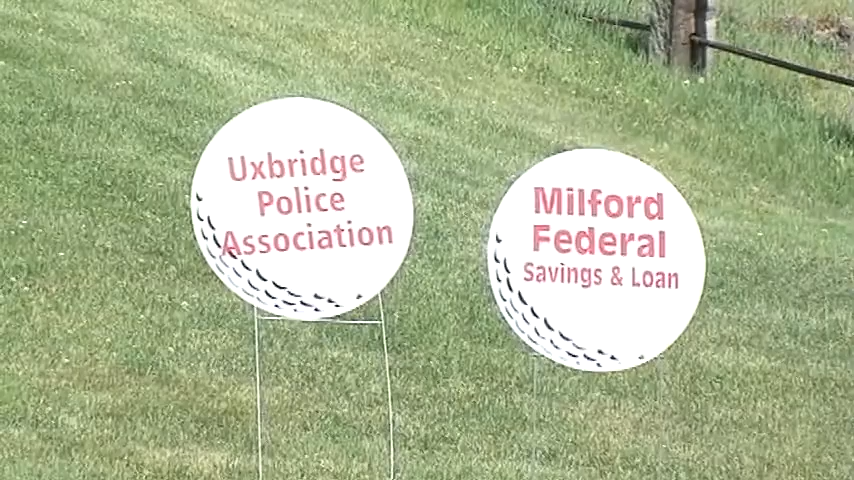 Uxbridge
Police
Association
Milford
Federal
Savings & Loan